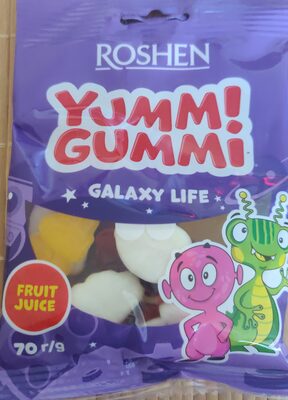 ROSHEN
YUMM!
GUMMI
GALAXY LIFE
FRUIT
JUICE
70 г/g